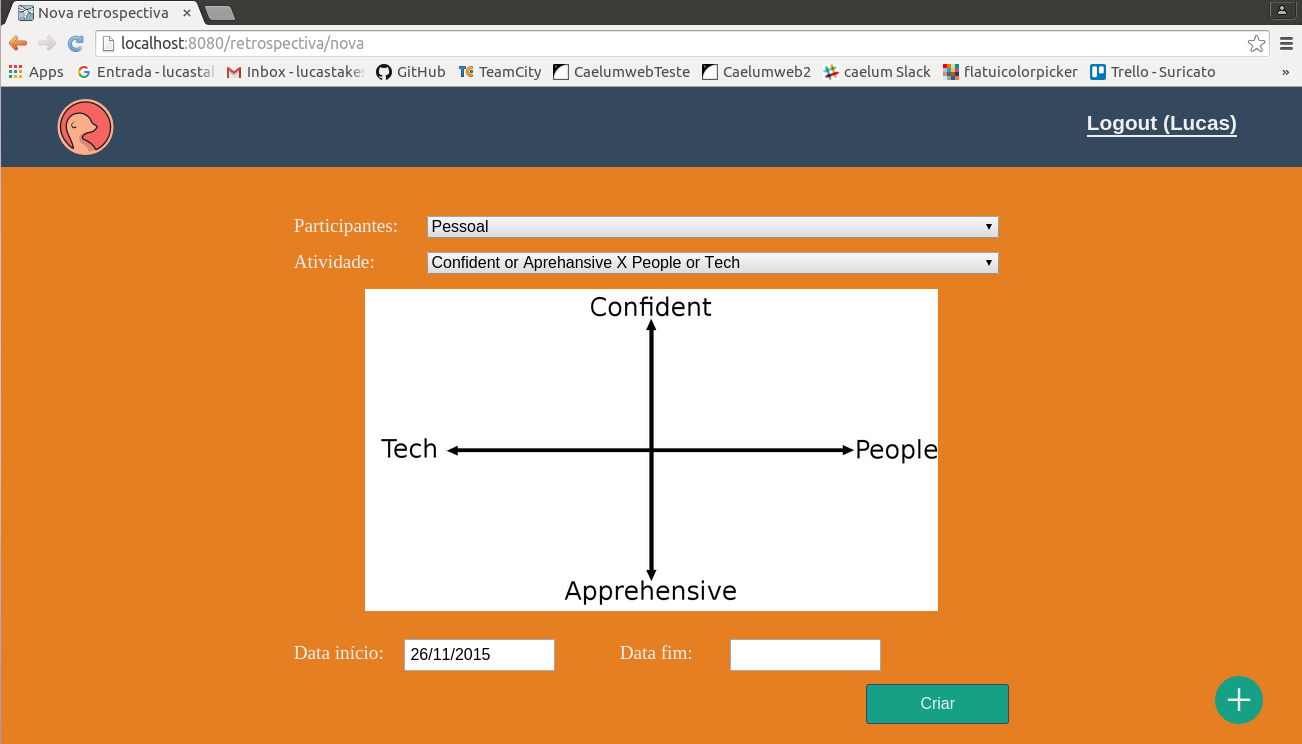 Nova retrospectiva
localhost:8080/retrospectiva/nova
Apps Entrada - lucastal Inbox - lucastake GitHub TeamCity CaelumwebTeste Caelumweb2 caelum Slack flatuicolorpicker Trello - Suricato »
Logout (Lucas)
Participantes: Pessoal
Atividade: Confident or Aprehansive X People or Tech
Confident
Tech People
Apprehensive
Data início: 26/11/2015 Data fim:
Criar